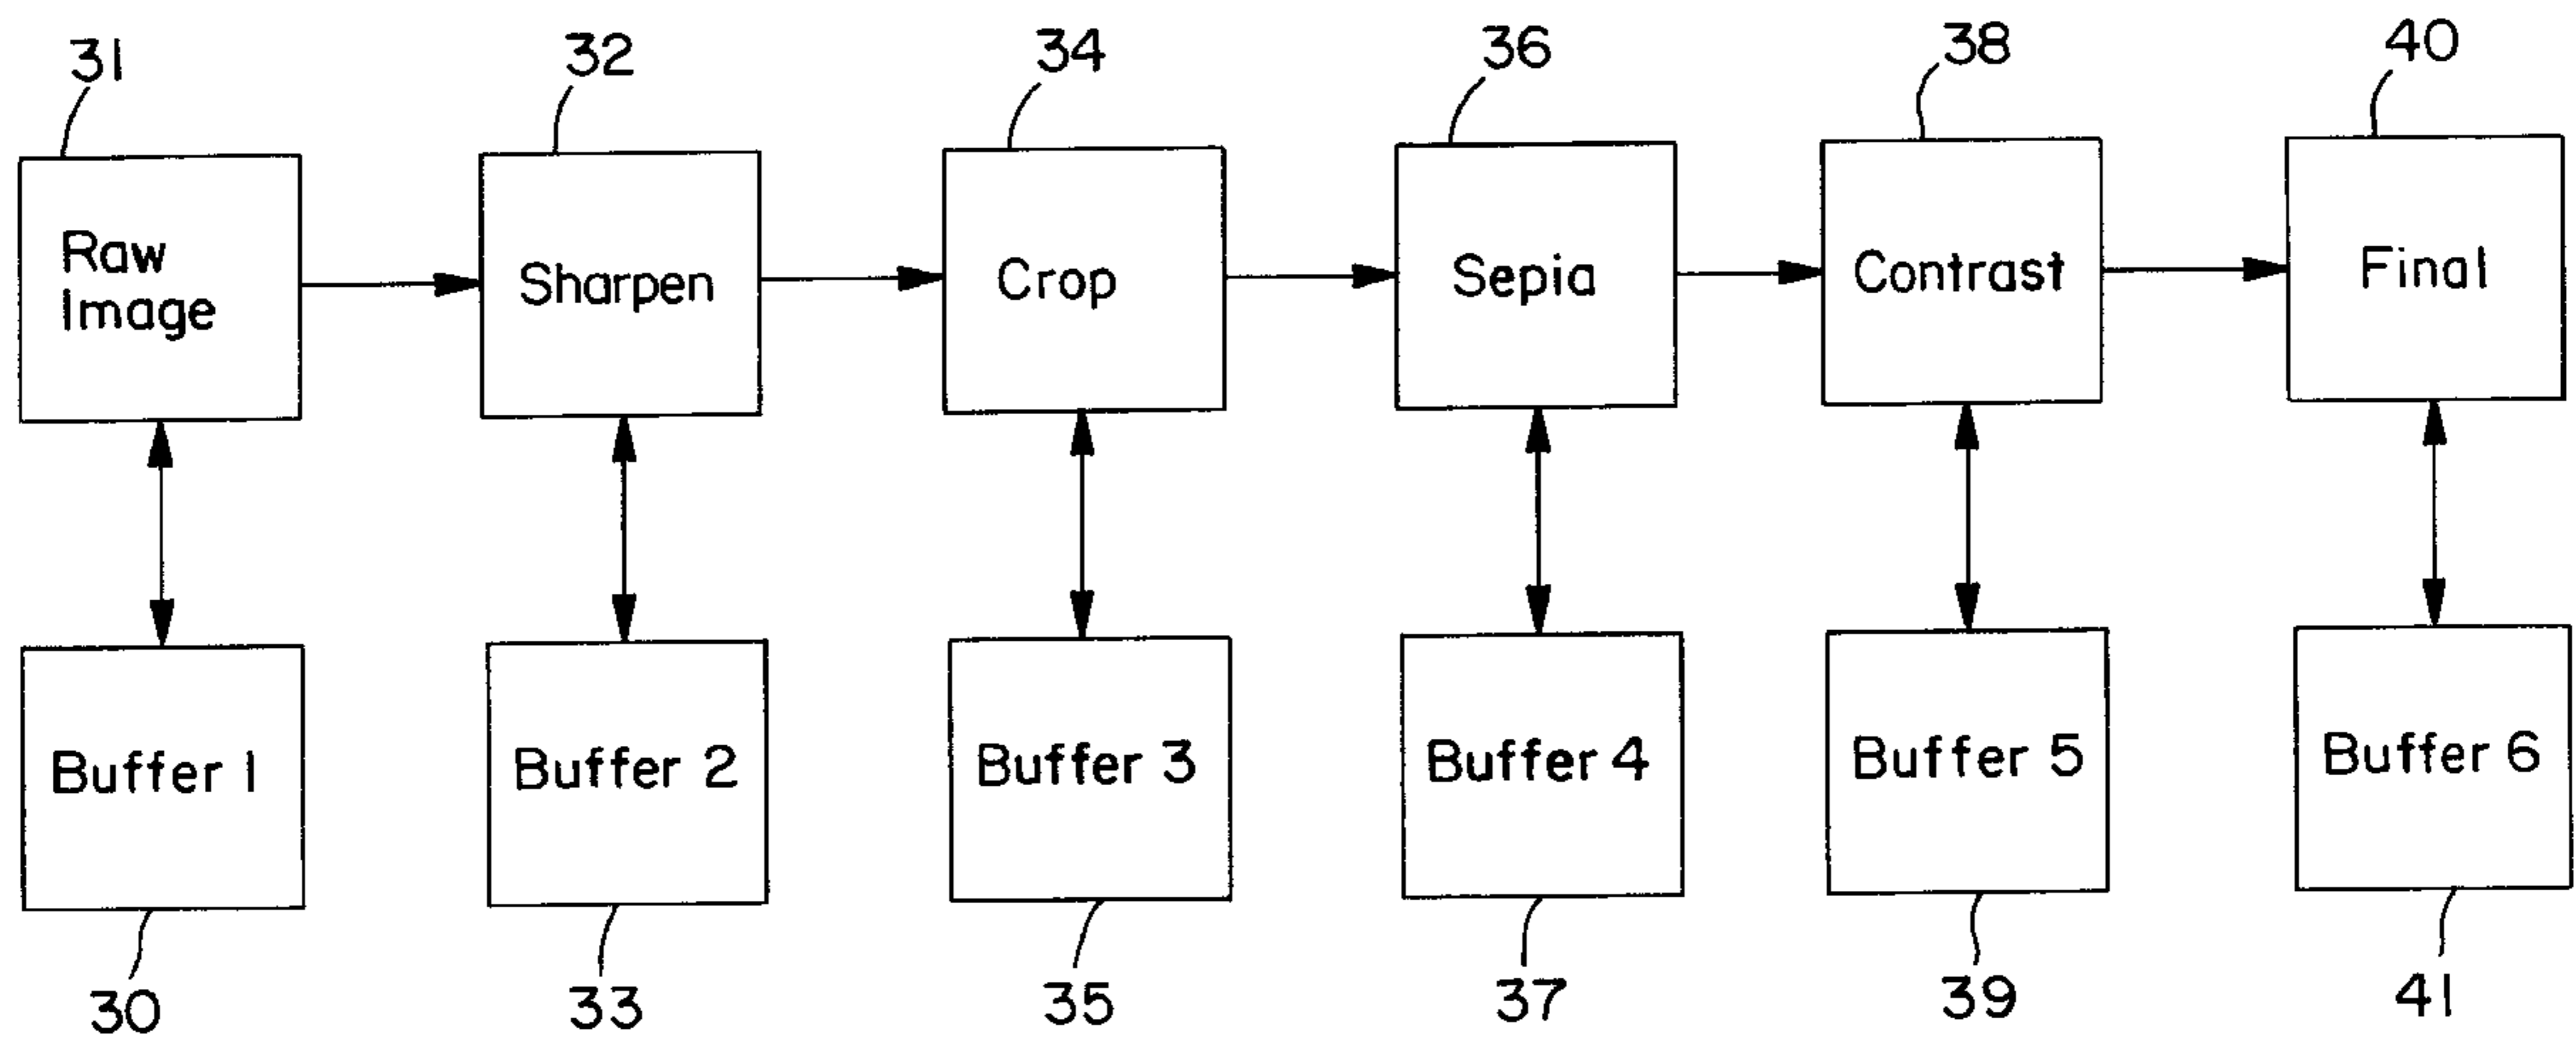 31
32
34
36
38
40
Raw
Image
Sharpen
Crop
Sepia
Contrast
Final
Buffer 1
Buffer 2
Buffer 3
Buffer 4
Buffer 5
Buffer 6
30
33
35
37
39
41